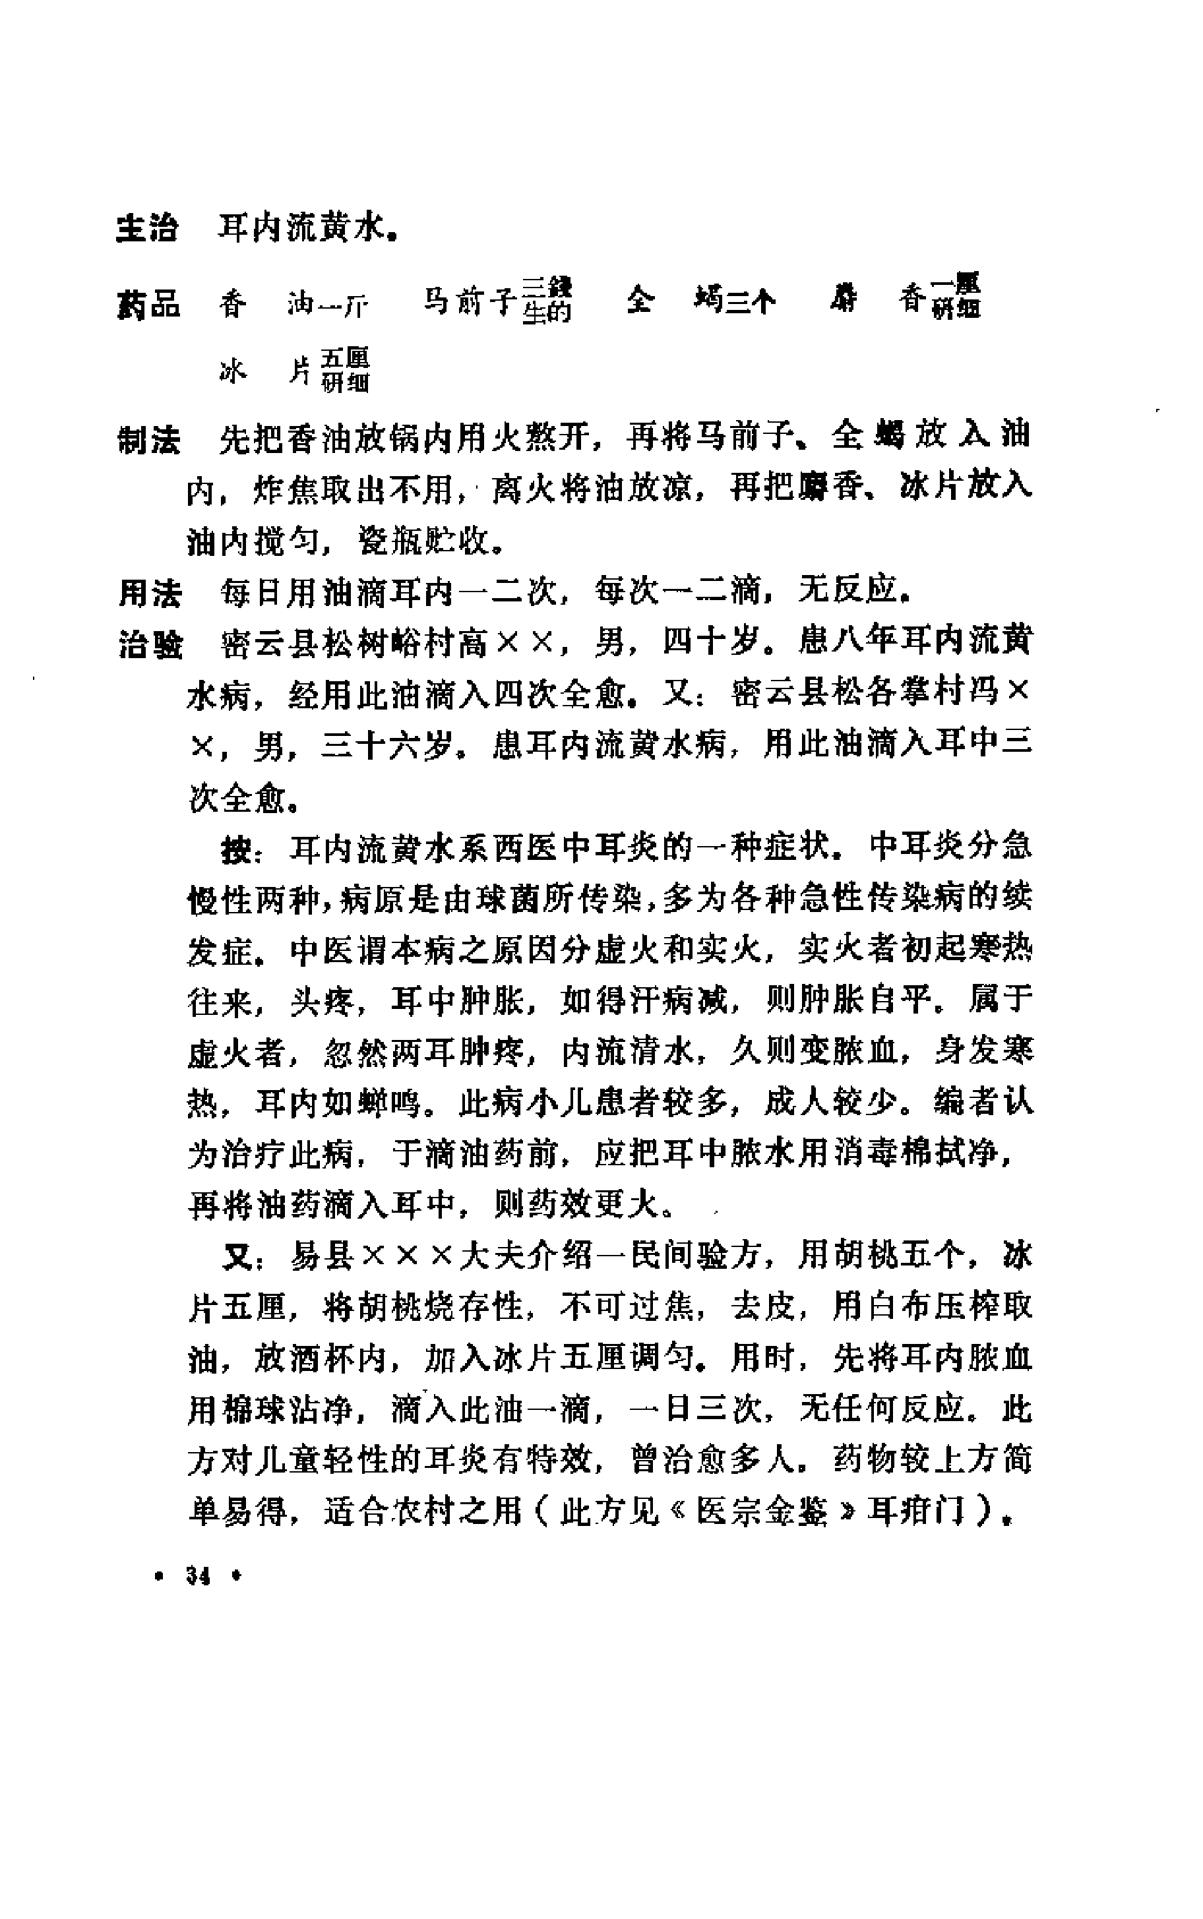 主治 耳内流黄水。
药品 香 油一斤 马前子三錢生的 全 蝎三个 麝 香一厘研细
冰 片五厘研细
制法 先把香油放锅内用火熬开，再将马前子、全蝎放入油
内，炸焦取出不用，离火将油放凉，再把麝香、冰片放入
油内搅匀，瓷瓶贮收。
用法 每日用油滴耳内一二次，每次一二滴，无反应。
治验 密云县松树峪村高××，男，四十岁。患八年耳内流黄
水病，经用此油滴入四次全愈。又：密云县松各掌村冯×
×，男，三十六岁。患耳内流黄水病，用此油滴入耳中三
次全愈。
按：耳内流黄水系西医中耳炎的一种症状。中耳炎分急
慢性两种，病原是由球菌所传染，多为各种急性传染病的续
发症。中医谓本病之原因分虚火和实火，实火者初起寒热
往来，头疼，耳中肿胀，如得汗病减，则肿胀自平。属于
虚火者，忽然两耳肿疼，内流清水，久则变脓血，身发寒
热，耳内如蝉鸣。此病小儿患者较多，成人较少。编者认
为治疗此病，于滴油药前，应把耳中脓水用消毒棉拭净，
再将油药滴入耳中，则药效更大。
又：易县×××大夫介绍一民间验方，用胡桃五个，冰
片五厘，将胡桃烧存性，不可过焦，去皮，用白布压榨取
油，放酒杯内，加入冰片五厘调匀。用时，先将耳内脓血
用棉球沾净，滴入此油一滴，一日三次，无任何反应。此
方对儿童轻性的耳炎有特效，曾治愈多人。药物较上方简
单易得，适合农村之用（此方见《医宗金鉴》耳疳门）。
• 34 •